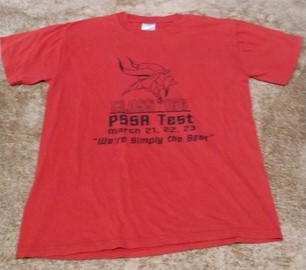 PSSA Test
march 21, 22, 23
"We're Simply the Best"